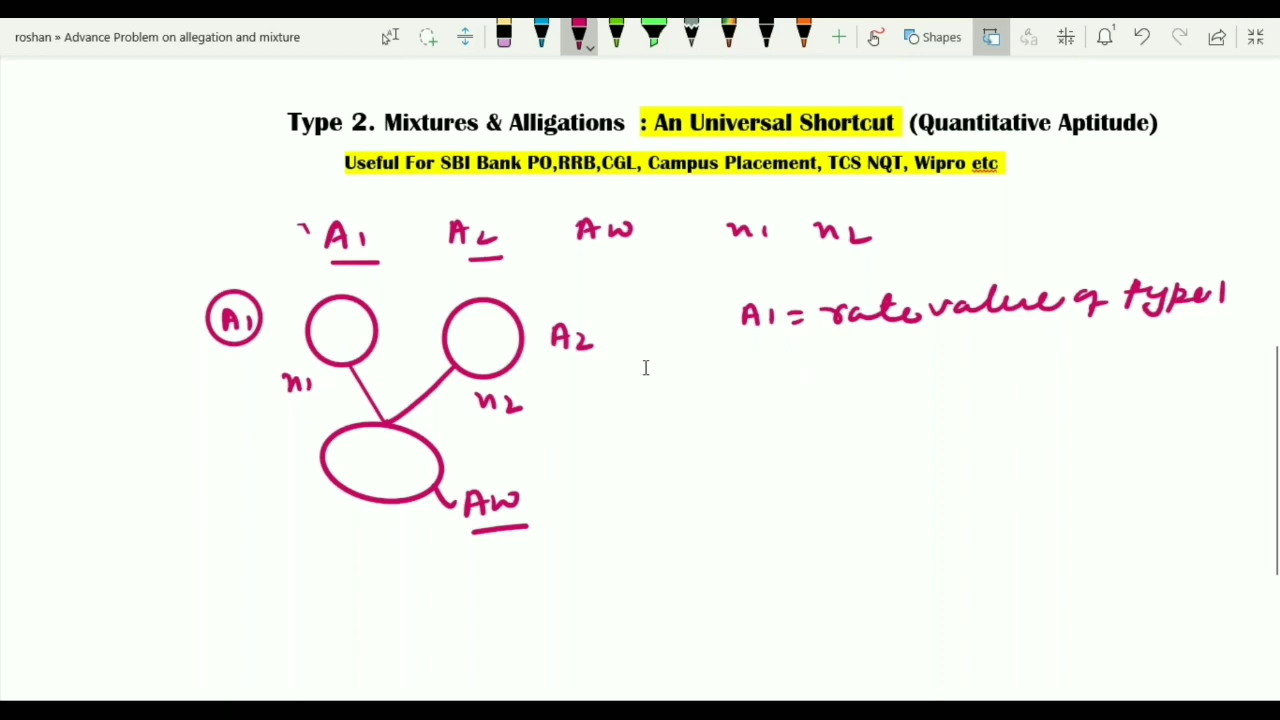 roshan » Advance Problem on allegation and mixture
Shapes
Type 2. Mixtures & Alligations : An Universal Shortcut (Quantitative Aptitude)
Useful For SBI Bank PO,RRB,CGL, Campus Placement, TCS NQT, Wipro etc
A1 A2 AW n1 n2
A1 = rate value of type 1
A1
A2
n1
n2
AW